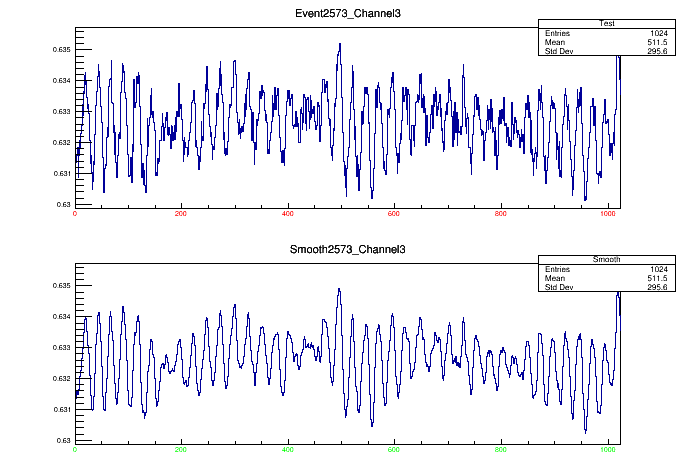 Event2573_Channel3
Test
Entries 1024
Mean 511.5
Std Dev 295.6
0.635
0.634
0.633
0.632
0.631
0.63
0 200 400 600 800 1000
Smooth2573_Channel3
Smooth
Entries 1024
Mean 511.5
Std Dev 295.6
0.635
0.634
0.633
0.632
0.631
0.63
0 200 400 600 800 1000